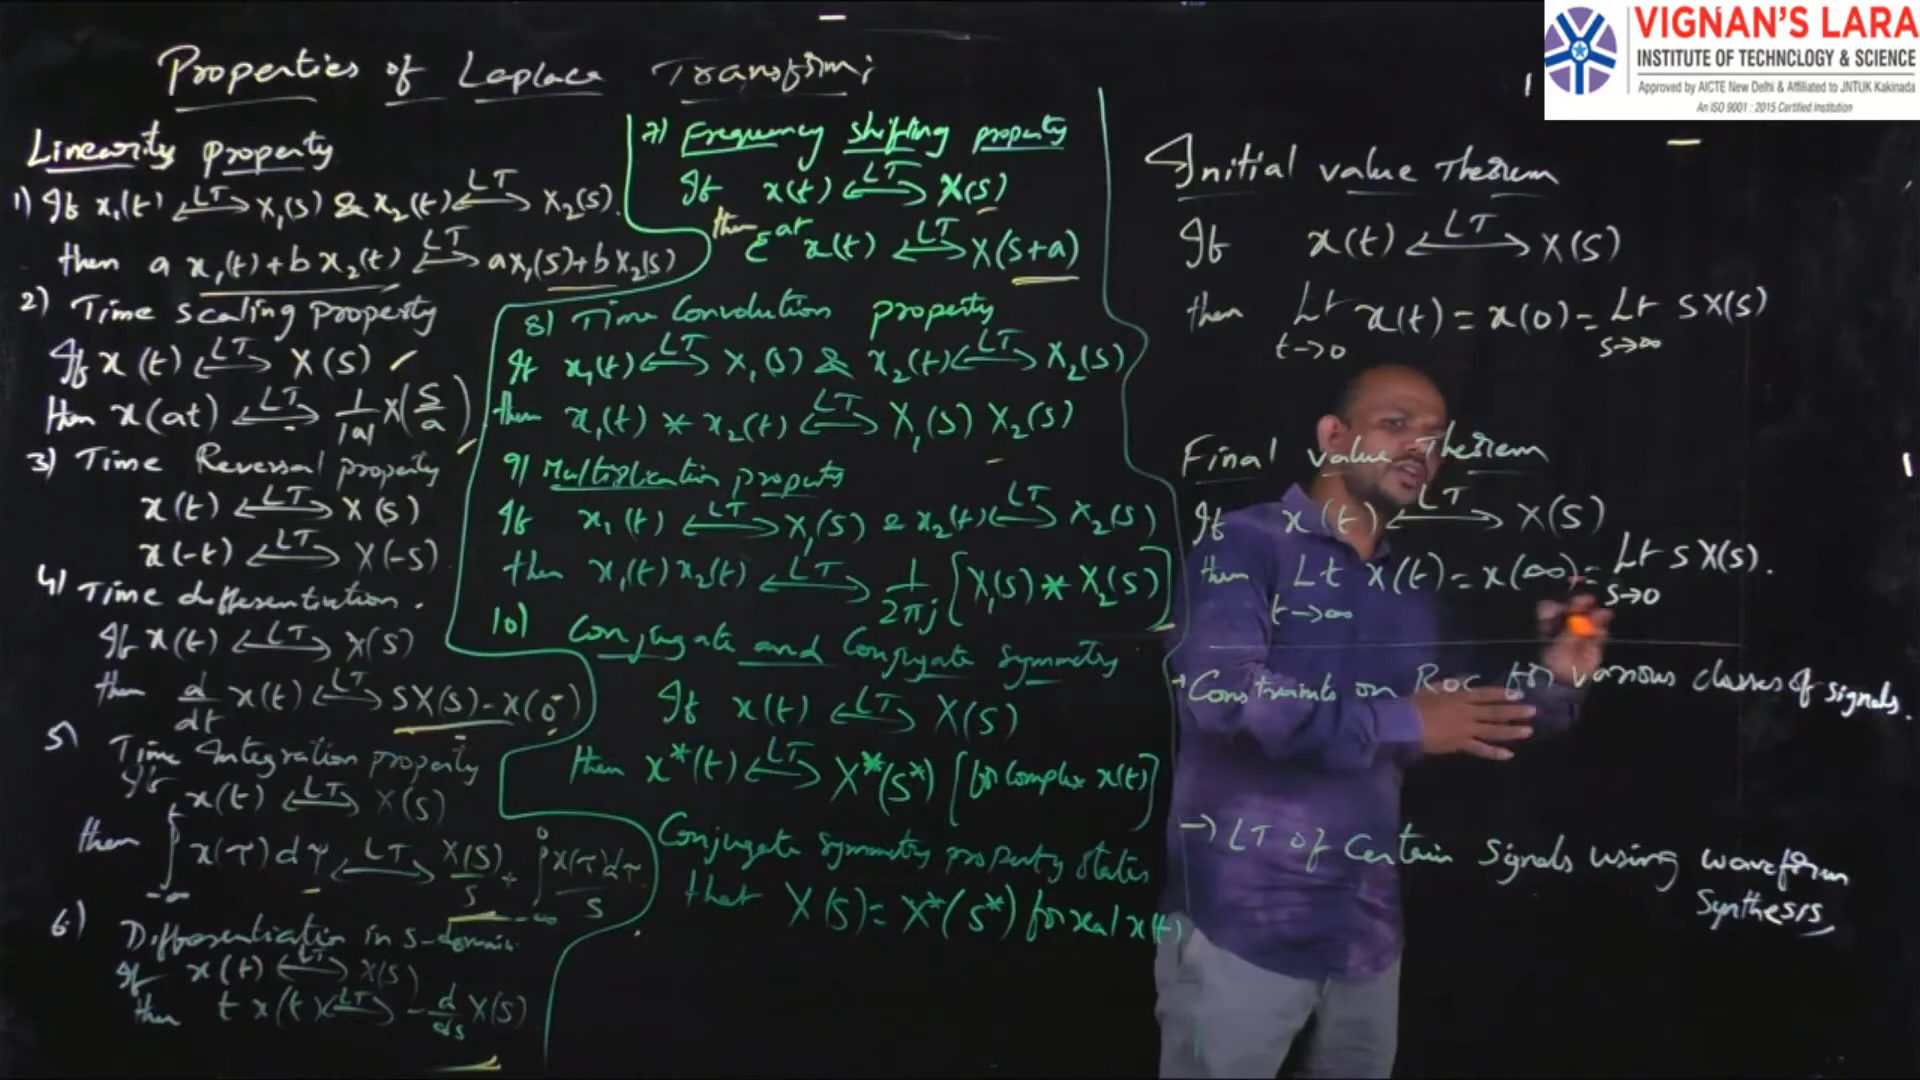 Properties of Laplace Transform;
Linearity property
1) If x₁(t) ⟷LT X₁(s) & x₂(t) ⟷LT X₂(s).
then a x₁(t) + b x₂(t) ⟷LT aX₁(s) + bX₂(s)
2) Time scaling property
If x(t) ⟷LT X(s)
then x(at) ⟷LT 1/|a| X(s/a)
3) Time Reversal property
x(t) ⟷LT X(s)
x(-t) ⟷LT X(-s)
4) Time differentiation.
If x(t) ⟷LT X(s)
then d/dt x(t) ⟷LT sX(s) - x(0⁻)
5) Time Integration property
If x(t) ⟷LT X(s)
then ∫ x(τ)dτ ⟷LT X(s)/s + ∫ x(τ)dτ / s
6) Differentiation in s-domain.
If x(t) ⟷LT X(s)
then t x(t) ⟷LT -d/ds X(s)
7) Frequency shifting property
If x(t) ⟷LT X(s)
then x(t) ⟷LT X(s+a)
8) Time Convolution property
If x₁(t) ⟷LT X₁(s) & x₂(t) ⟷LT X₂(s)
then x₁(t) * x₂(t) ⟷LT X₁(s) X₂(s)
9) Multiplication property
If x₁(t) ⟷LT X₁(s) & x₂(t) ⟷LT X₂(s)
then x₁(t) x₂(t) ⟷LT 1/2πj [X₁(s) * X₂(s)]
10) Conjugate and Conjugate Symmetry
If x(t) ⟷LT X(s)
then x*(t) ⟷LT X*(s*) [for complex x(t)]
Conjugate symmetry property states
that X(s) = X*(s*) for real x(t)
Initial value Theorem
If x(t) ⟷LT X(s)
then Lt t→0 x(t) = x(0) = Lt s→∞ sX(s)
Final value Theorem
If x(t) ⟷LT X(s)
then Lt t→∞ x(t) = x(∞) = Lt s→0 sX(s).
→ Constraints on ROC for various classes of signals.
→ LT of Certain Signals using waveform
Synthesis
VIGNAN'S LARA
INSTITUTE OF TECHNOLOGY & SCIENCE
Approved by AICTE New Delhi & Affiliated to JNTUK Kakinada
An ISO 9001 : 2015 Certified Institution